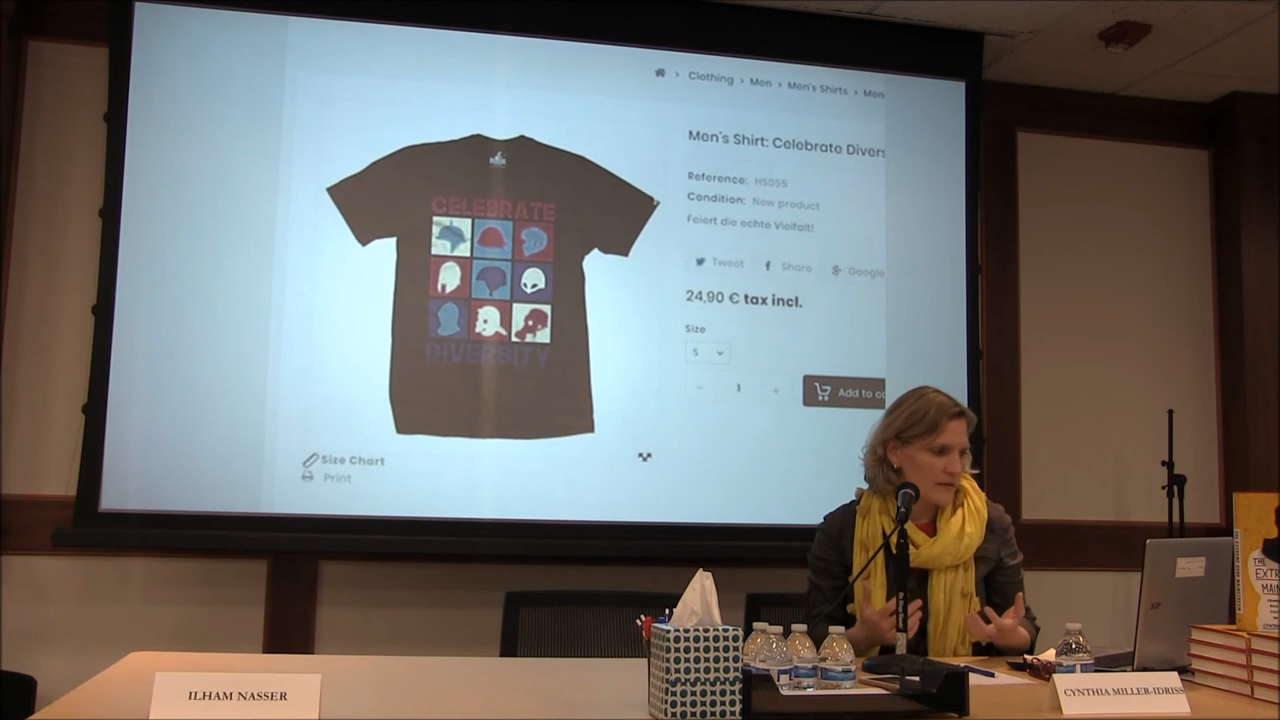 Clothing > Men > Men's Shirts > Men
Men's Shirt: Celebrate Divers
Reference: HS055
Condition: New product
Feiert die echte Vielfalt!
Tweet
Share
Google
24,90 € tax incl.
Size
S
1
Add to ca
CELEBRATE
DIVERSITY
Size Chart
Print
ILHAM NASSER
CYNTHIA MILLER-IDRISS
THE
EXTR
MAIN